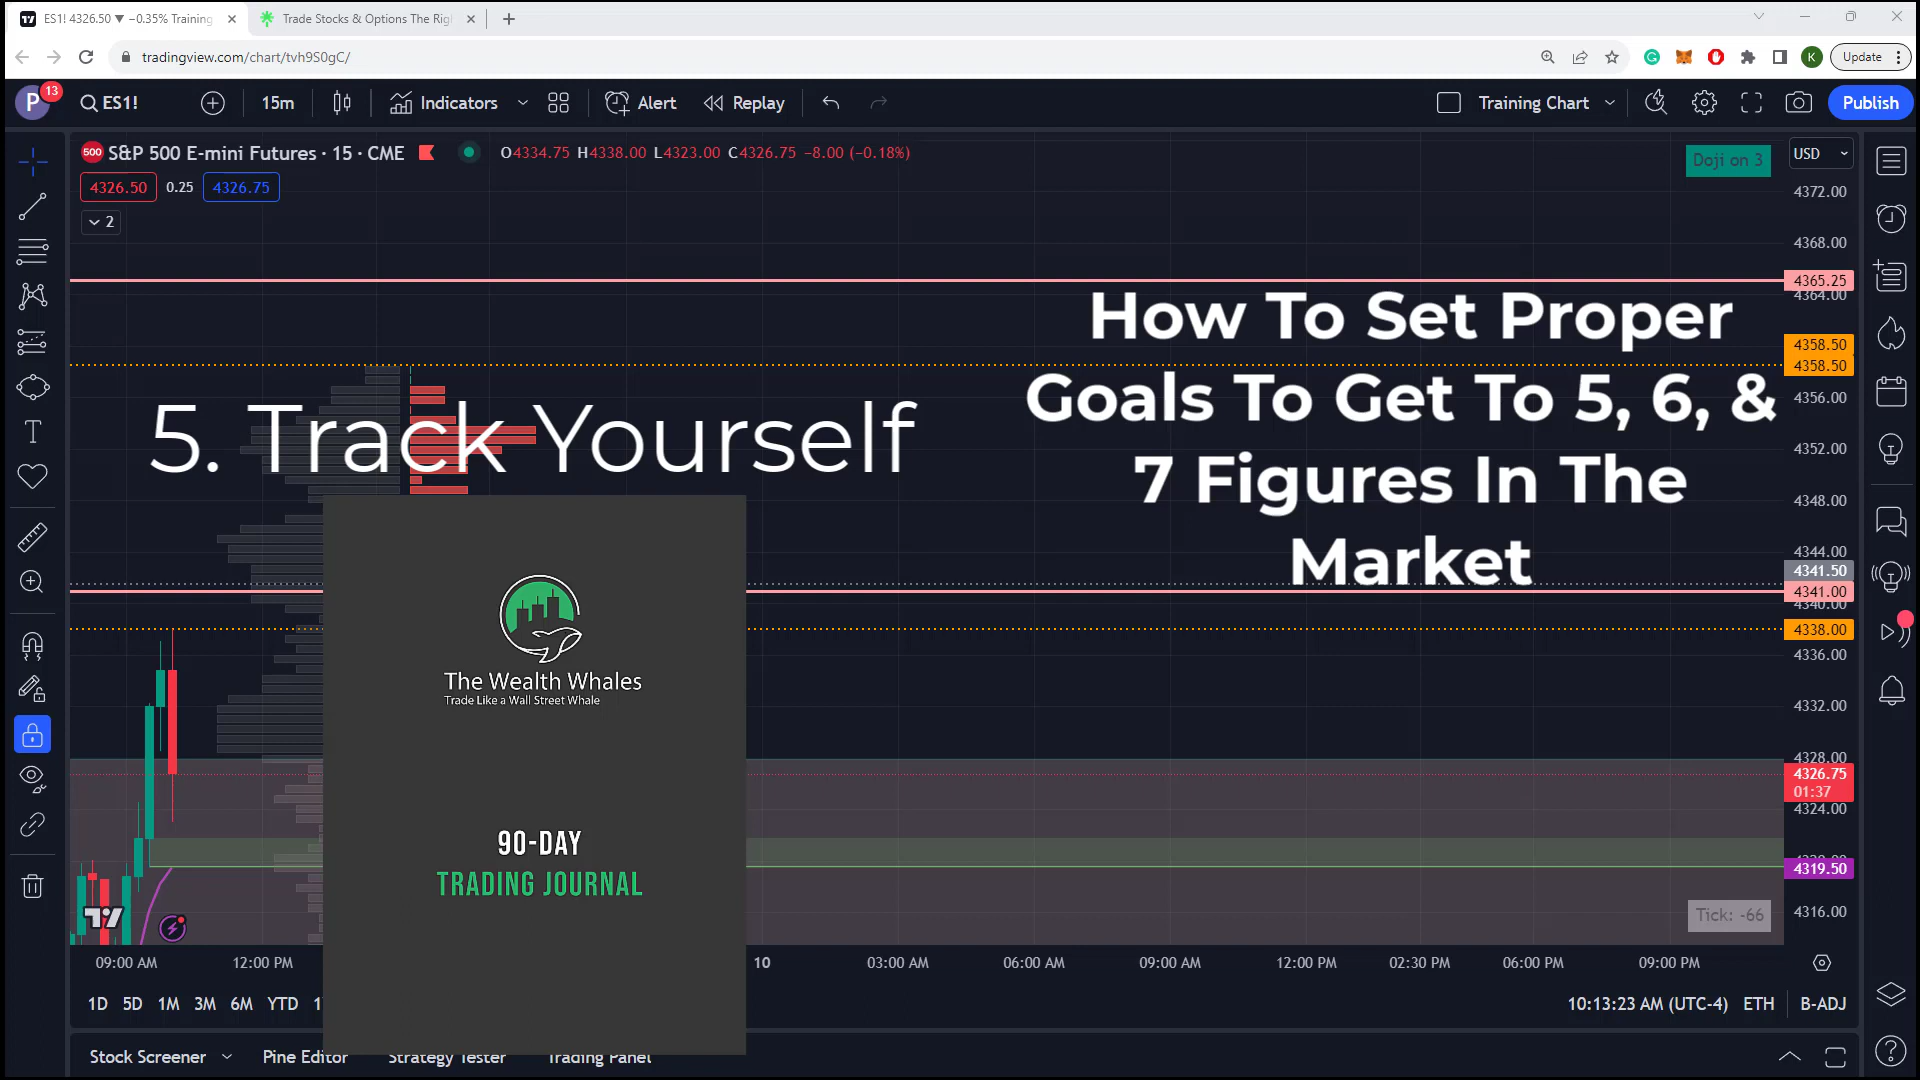 ES1! 4326.50 ▼ −0.35% Training
Trade Stocks & Options The Rig
tradingview.com/chart/tvh9S0gC/
K
Update
P
13
ES1!
15m
Indicators
Alert
Replay
Training Chart
Publish
500
S&P 500 E-mini Futures · 15 · CME
O4334.75 H4338.00 L4323.00 C4326.75 −8.00 (−0.18%)
Doji on 3
USD
4326.50
0.25
4326.75
2
4372.00
4368.00
4365.25
4364.00
4358.50
4358.50
4356.00
4352.00
4348.00
4344.00
4341.50
4341.00
4340.00
4338.00
4336.00
4332.00
4328.00
4326.75
01:37
4324.00
4319.50
4316.00
How To Set Proper
Goals To Get To 5, 6, &
7 Figures In The
Market
5. Track Yourself
The Wealth Whales
Trade Like a Wall Street Whale
90-DAY
TRADING JOURNAL
Tick: -66
09:00 AM
12:00 PM
10
03:00 AM
06:00 AM
09:00 AM
12:00 PM
02:30 PM
06:00 PM
09:00 PM
1D
5D
1M
3M
6M
YTD
10:13:23 AM (UTC-4)
ETH
B-ADJ
Stock Screener
Pine Editor
Strategy Tester
Trading Panel